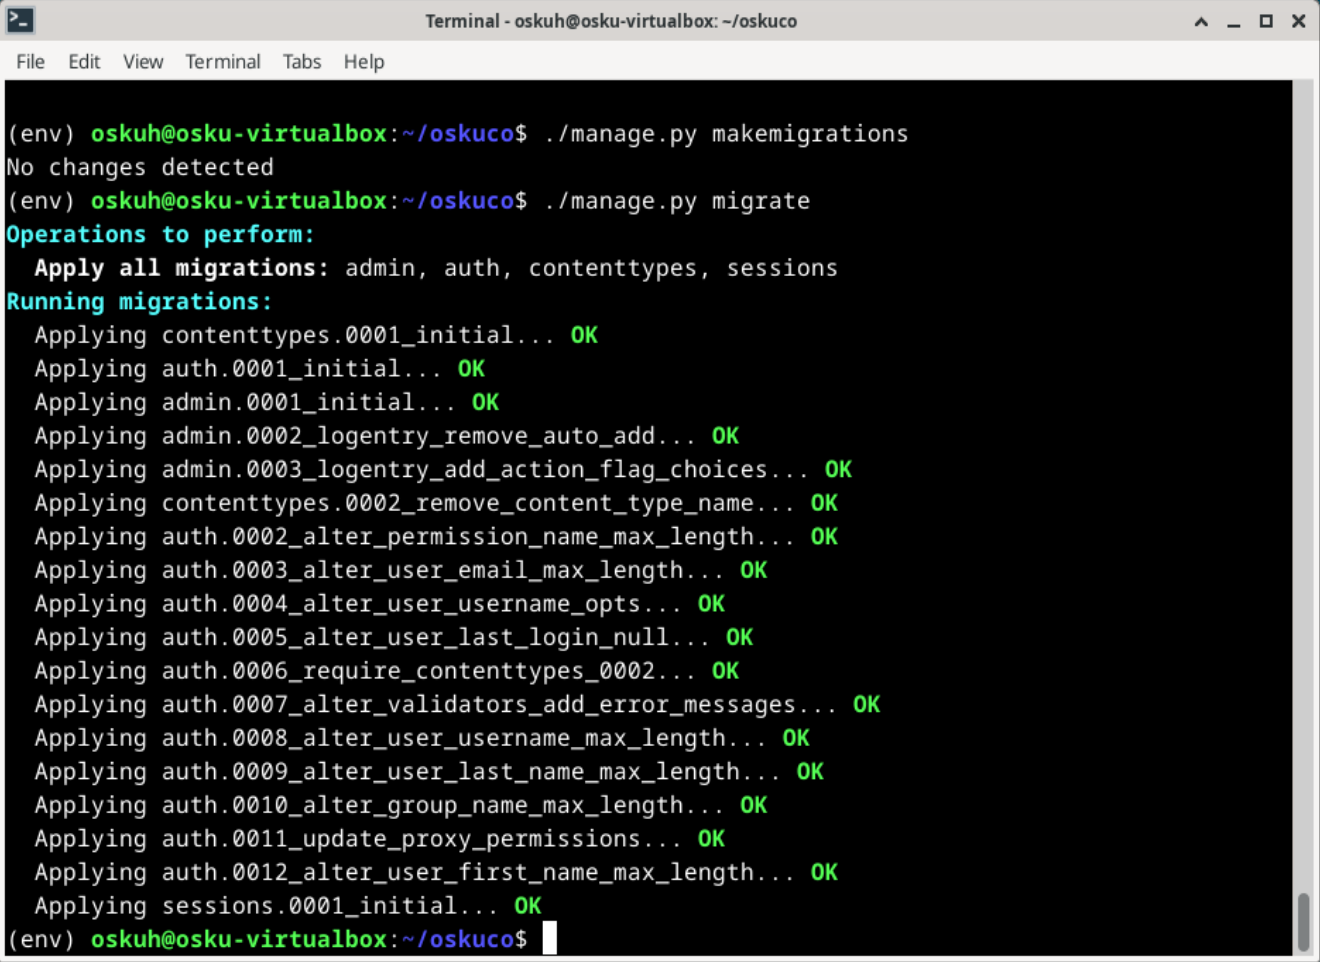 Terminal - oskuh@osku-virtualbox: ~/oskuco
File Edit View Terminal Tabs Help
(env) oskuh@osku-virtualbox:~/oskuco$ ./manage.py makemigrations
No changes detected
(env) oskuh@osku-virtualbox:~/oskuco$ ./manage.py migrate
Operations to perform:
  Apply all migrations: admin, auth, contenttypes, sessions
Running migrations:
  Applying contenttypes.0001_initial... OK
  Applying auth.0001_initial... OK
  Applying admin.0001_initial... OK
  Applying admin.0002_logentry_remove_auto_add... OK
  Applying admin.0003_logentry_add_action_flag_choices... OK
  Applying contenttypes.0002_remove_content_type_name... OK
  Applying auth.0002_alter_permission_name_max_length... OK
  Applying auth.0003_alter_user_email_max_length... OK
  Applying auth.0004_alter_user_username_opts... OK
  Applying auth.0005_alter_user_last_login_null... OK
  Applying auth.0006_require_contenttypes_0002... OK
  Applying auth.0007_alter_validators_add_error_messages... OK
  Applying auth.0008_alter_user_username_max_length... OK
  Applying auth.0009_alter_user_last_name_max_length... OK
  Applying auth.0010_alter_group_name_max_length... OK
  Applying auth.0011_update_proxy_permissions... OK
  Applying auth.0012_alter_user_first_name_max_length... OK
  Applying sessions.0001_initial... OK
(env) oskuh@osku-virtualbox:~/oskuco$